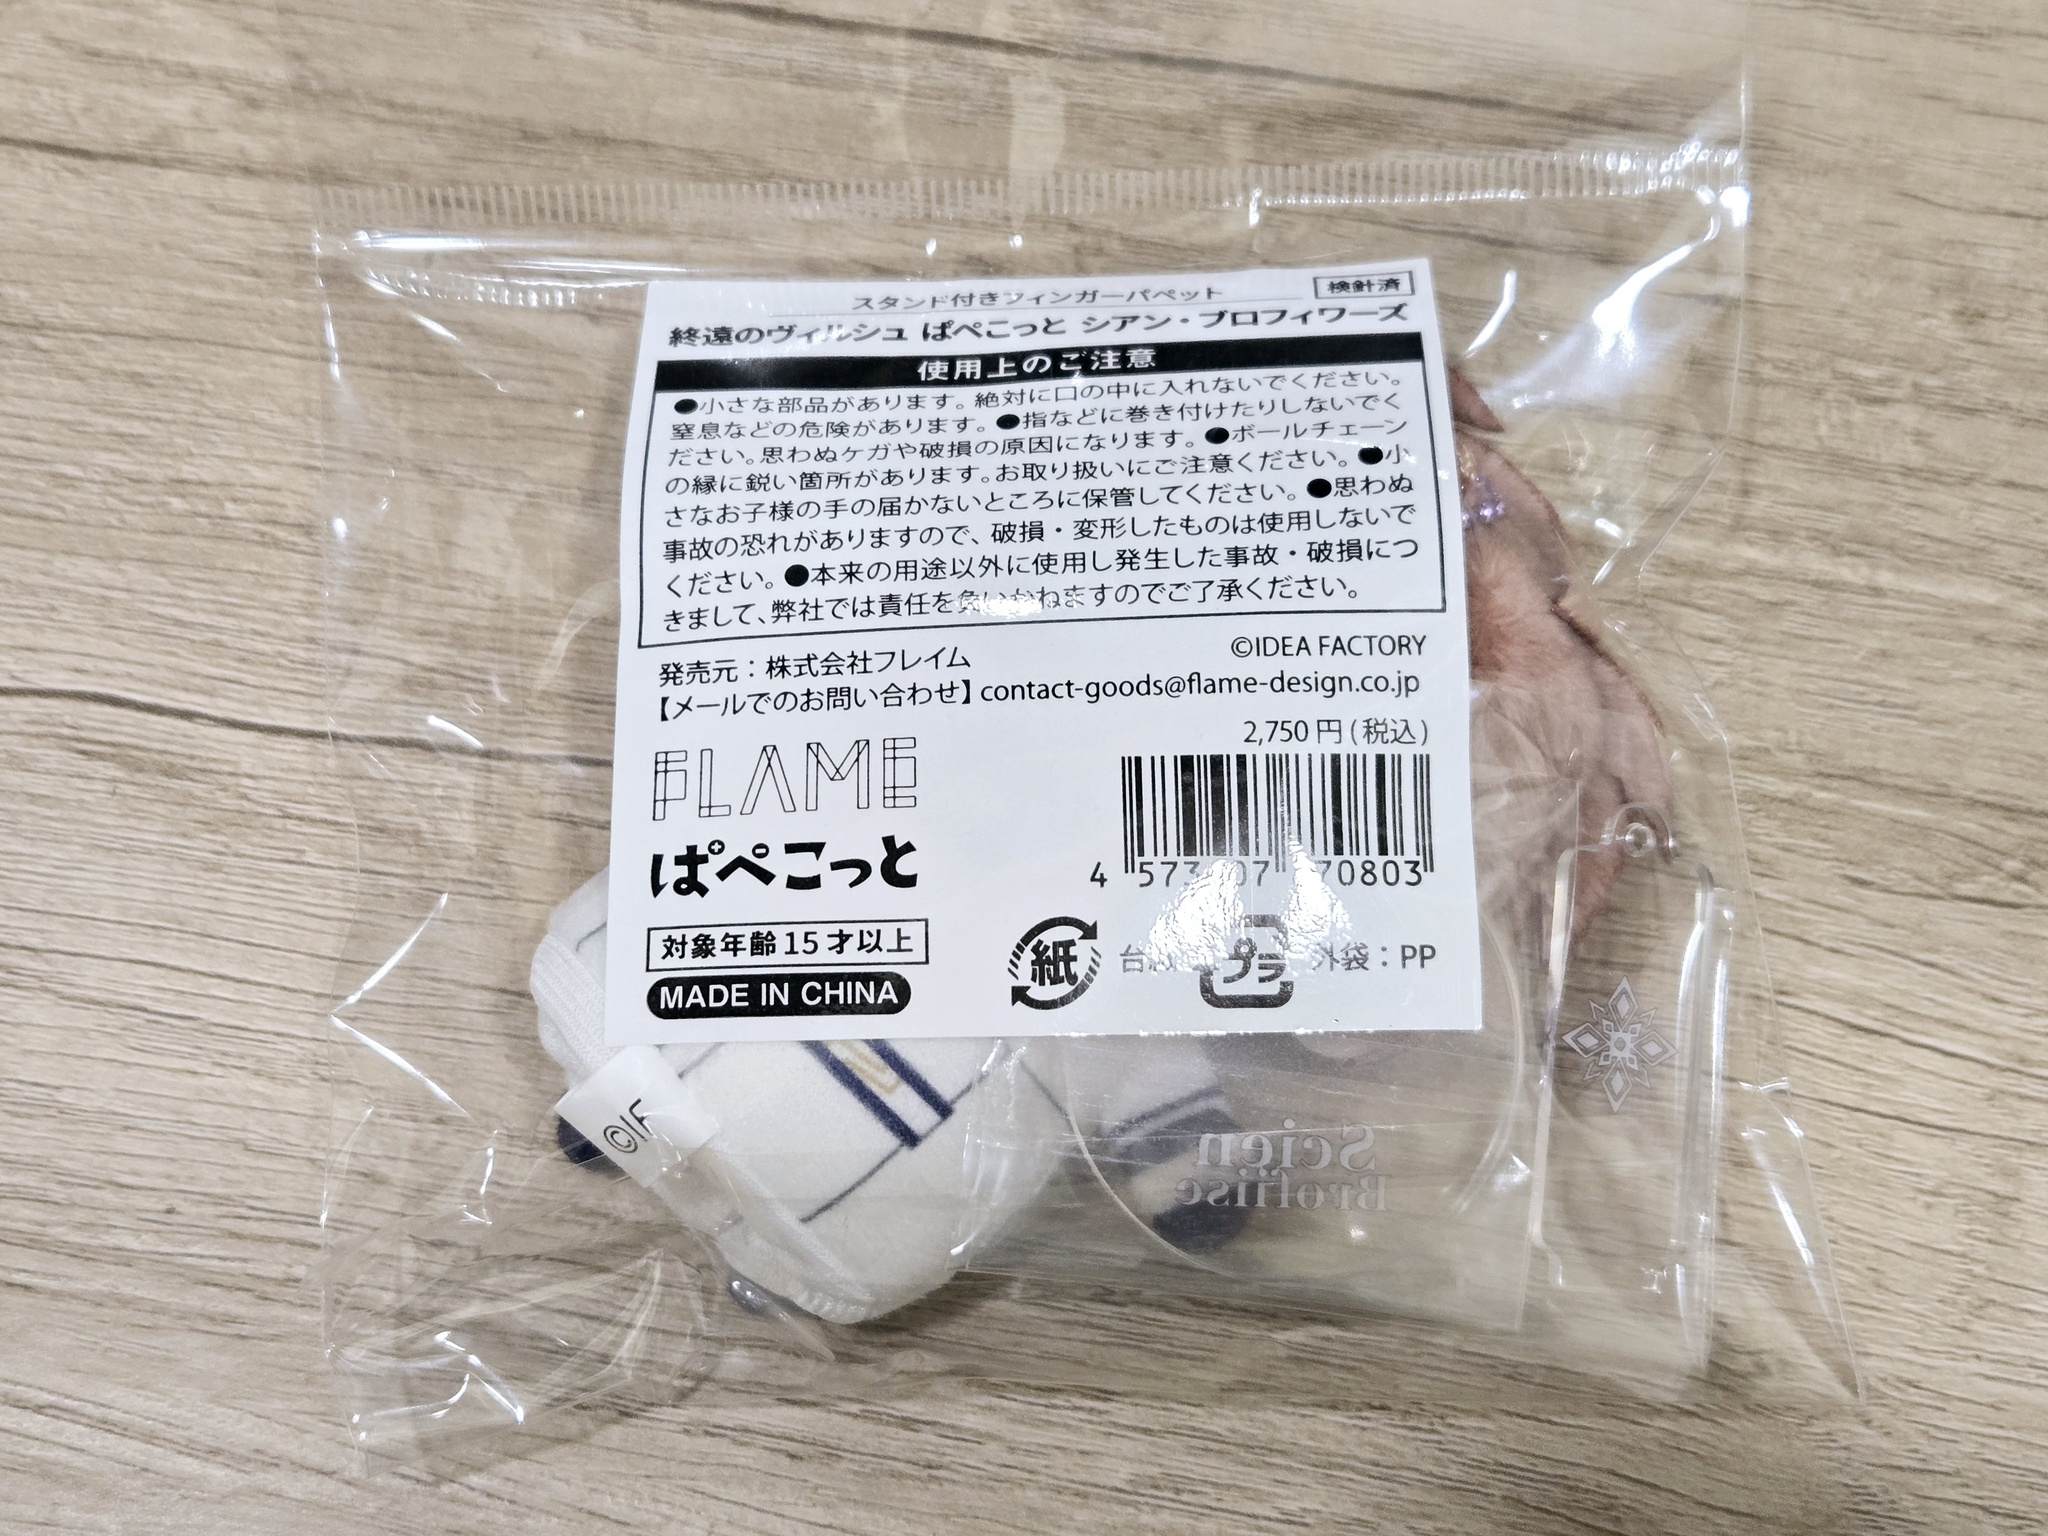 スタンド付きフィンガーパペット
検針済
終遠のヴィルシュ ぱぺこっと シアン・ブロフィワーズ
使用上のご注意
●小さな部品があります。絶対に口の中に入れないでください。
窒息などの危険があります。●指などに巻き付けたりしないでく
ださい。思わぬケガや破損の原因になります。●ボールチェーン
の縁に鋭い箇所があります。お取り扱いにご注意ください。●小
さなお子様の手の届かないところに保管してください。●思わぬ
事故の恐れがありますので、破損・変形したものは使用しないで
ください。●本来の用途以外に使用し発生した事故・破損につ
きまして、弊社では責任を負いかねますのでご了承ください。
発売元：株式会社フレイム
©IDEA FACTORY
【メールでのお問い合わせ】contact-goods@flame-design.co.jp
2,750円(税込)
FLAME
ぱぺこっと
4
70803
対象年齢15才以上
MADE IN CHINA
紙
プラ
外袋：PP
©IF
Scien
Brofiise